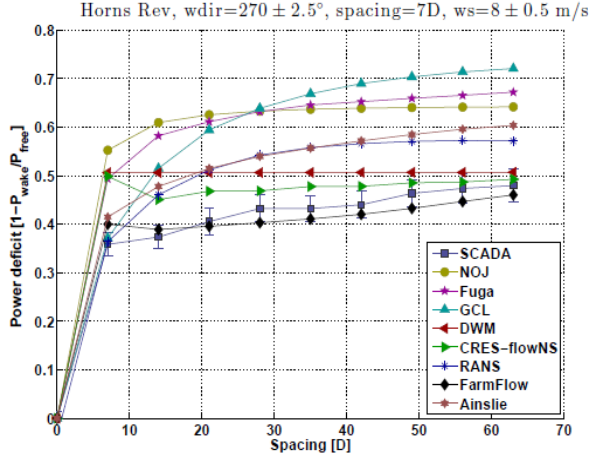 Horns Rev, wdir=270 ± 2.5°, spacing=7D, ws=8 ± 0.5 m/s
Power deficit [1−P_wake/P_free]
0.8
0.7
0.6
0.5
0.4
0.3
0.2
0.1
0
0 10 20 30 40 50 60 70
Spacing [D]
SCADA
NOJ
Fuga
GCL
DWM
CRES−flowNS
RANS
FarmFlow
Ainslie